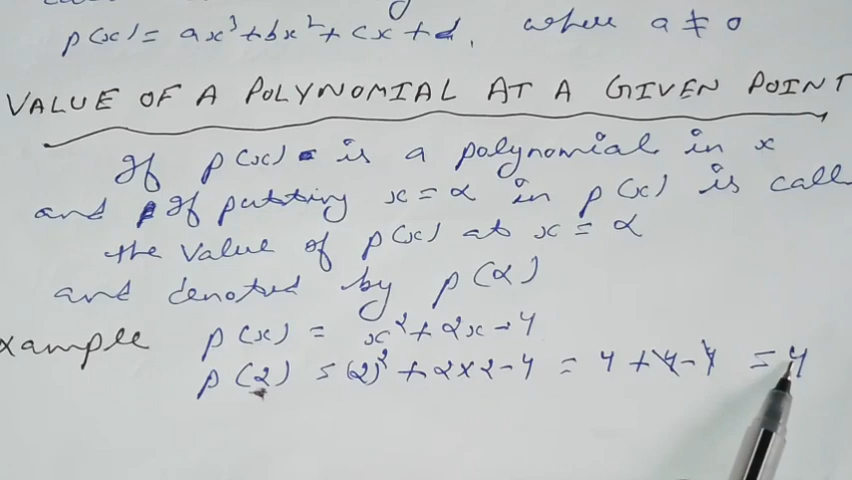 p(x) = ax³ + bx² + cx + d, where a ≠ 0
VALUE OF A POLYNOMIAL AT A GIVEN POINT
If p(x) is a polynomial in x
and If putting x = α in p(x) is call
the Value of p(x) at x = α
and denoted by p(α)
xample p(x) = x² + 2x - 4
p(2) = (2)² + 2×2 - 4 = 4 + 4 - 4 = 4